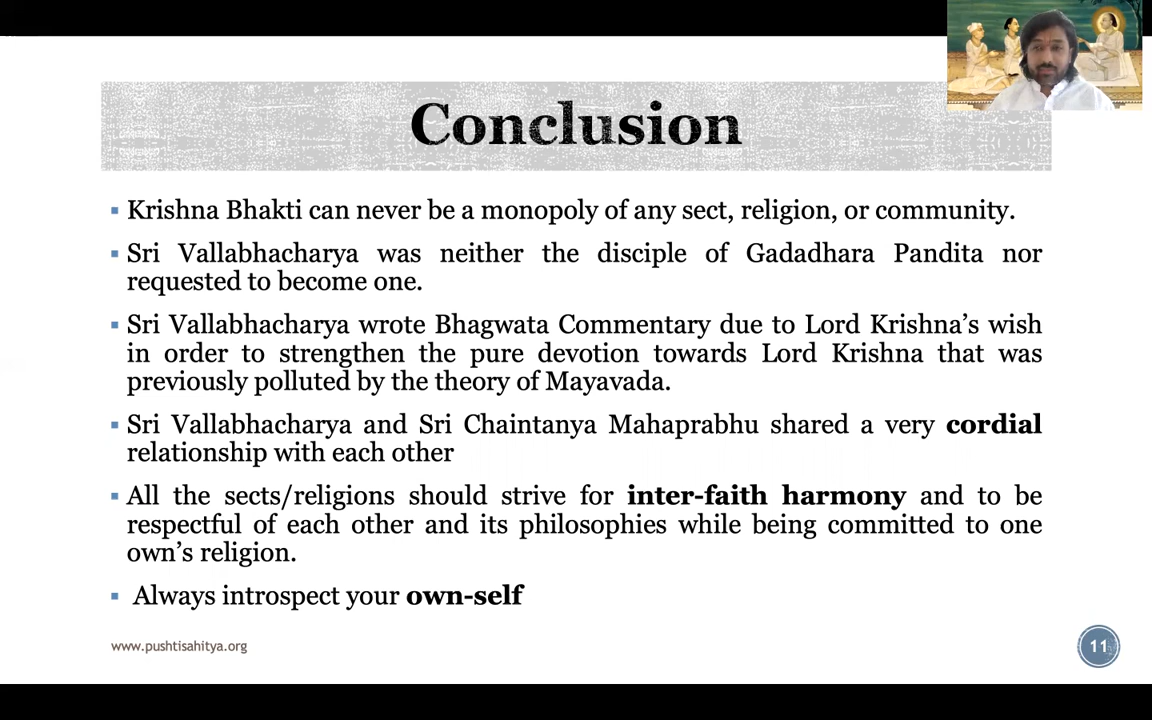 Conclusion
Krishna Bhakti can never be a monopoly of any sect, religion, or community.
Sri Vallabhacharya was neither the disciple of Gadadhara Pandita nor
requested to become one.
Sri Vallabhacharya wrote Bhagwata Commentary due to Lord Krishna's wish
in order to strengthen the pure devotion towards Lord Krishna that was
previously polluted by the theory of Mayavada.
Sri Vallabhacharya and Sri Chaintanya Mahaprabhu shared a very cordial
relationship with each other
All the sects/religions should strive for inter-faith harmony and to be
respectful of each other and its philosophies while being committed to one
own's religion.
Always introspect your own-self
www.pushtisahitya.org
11